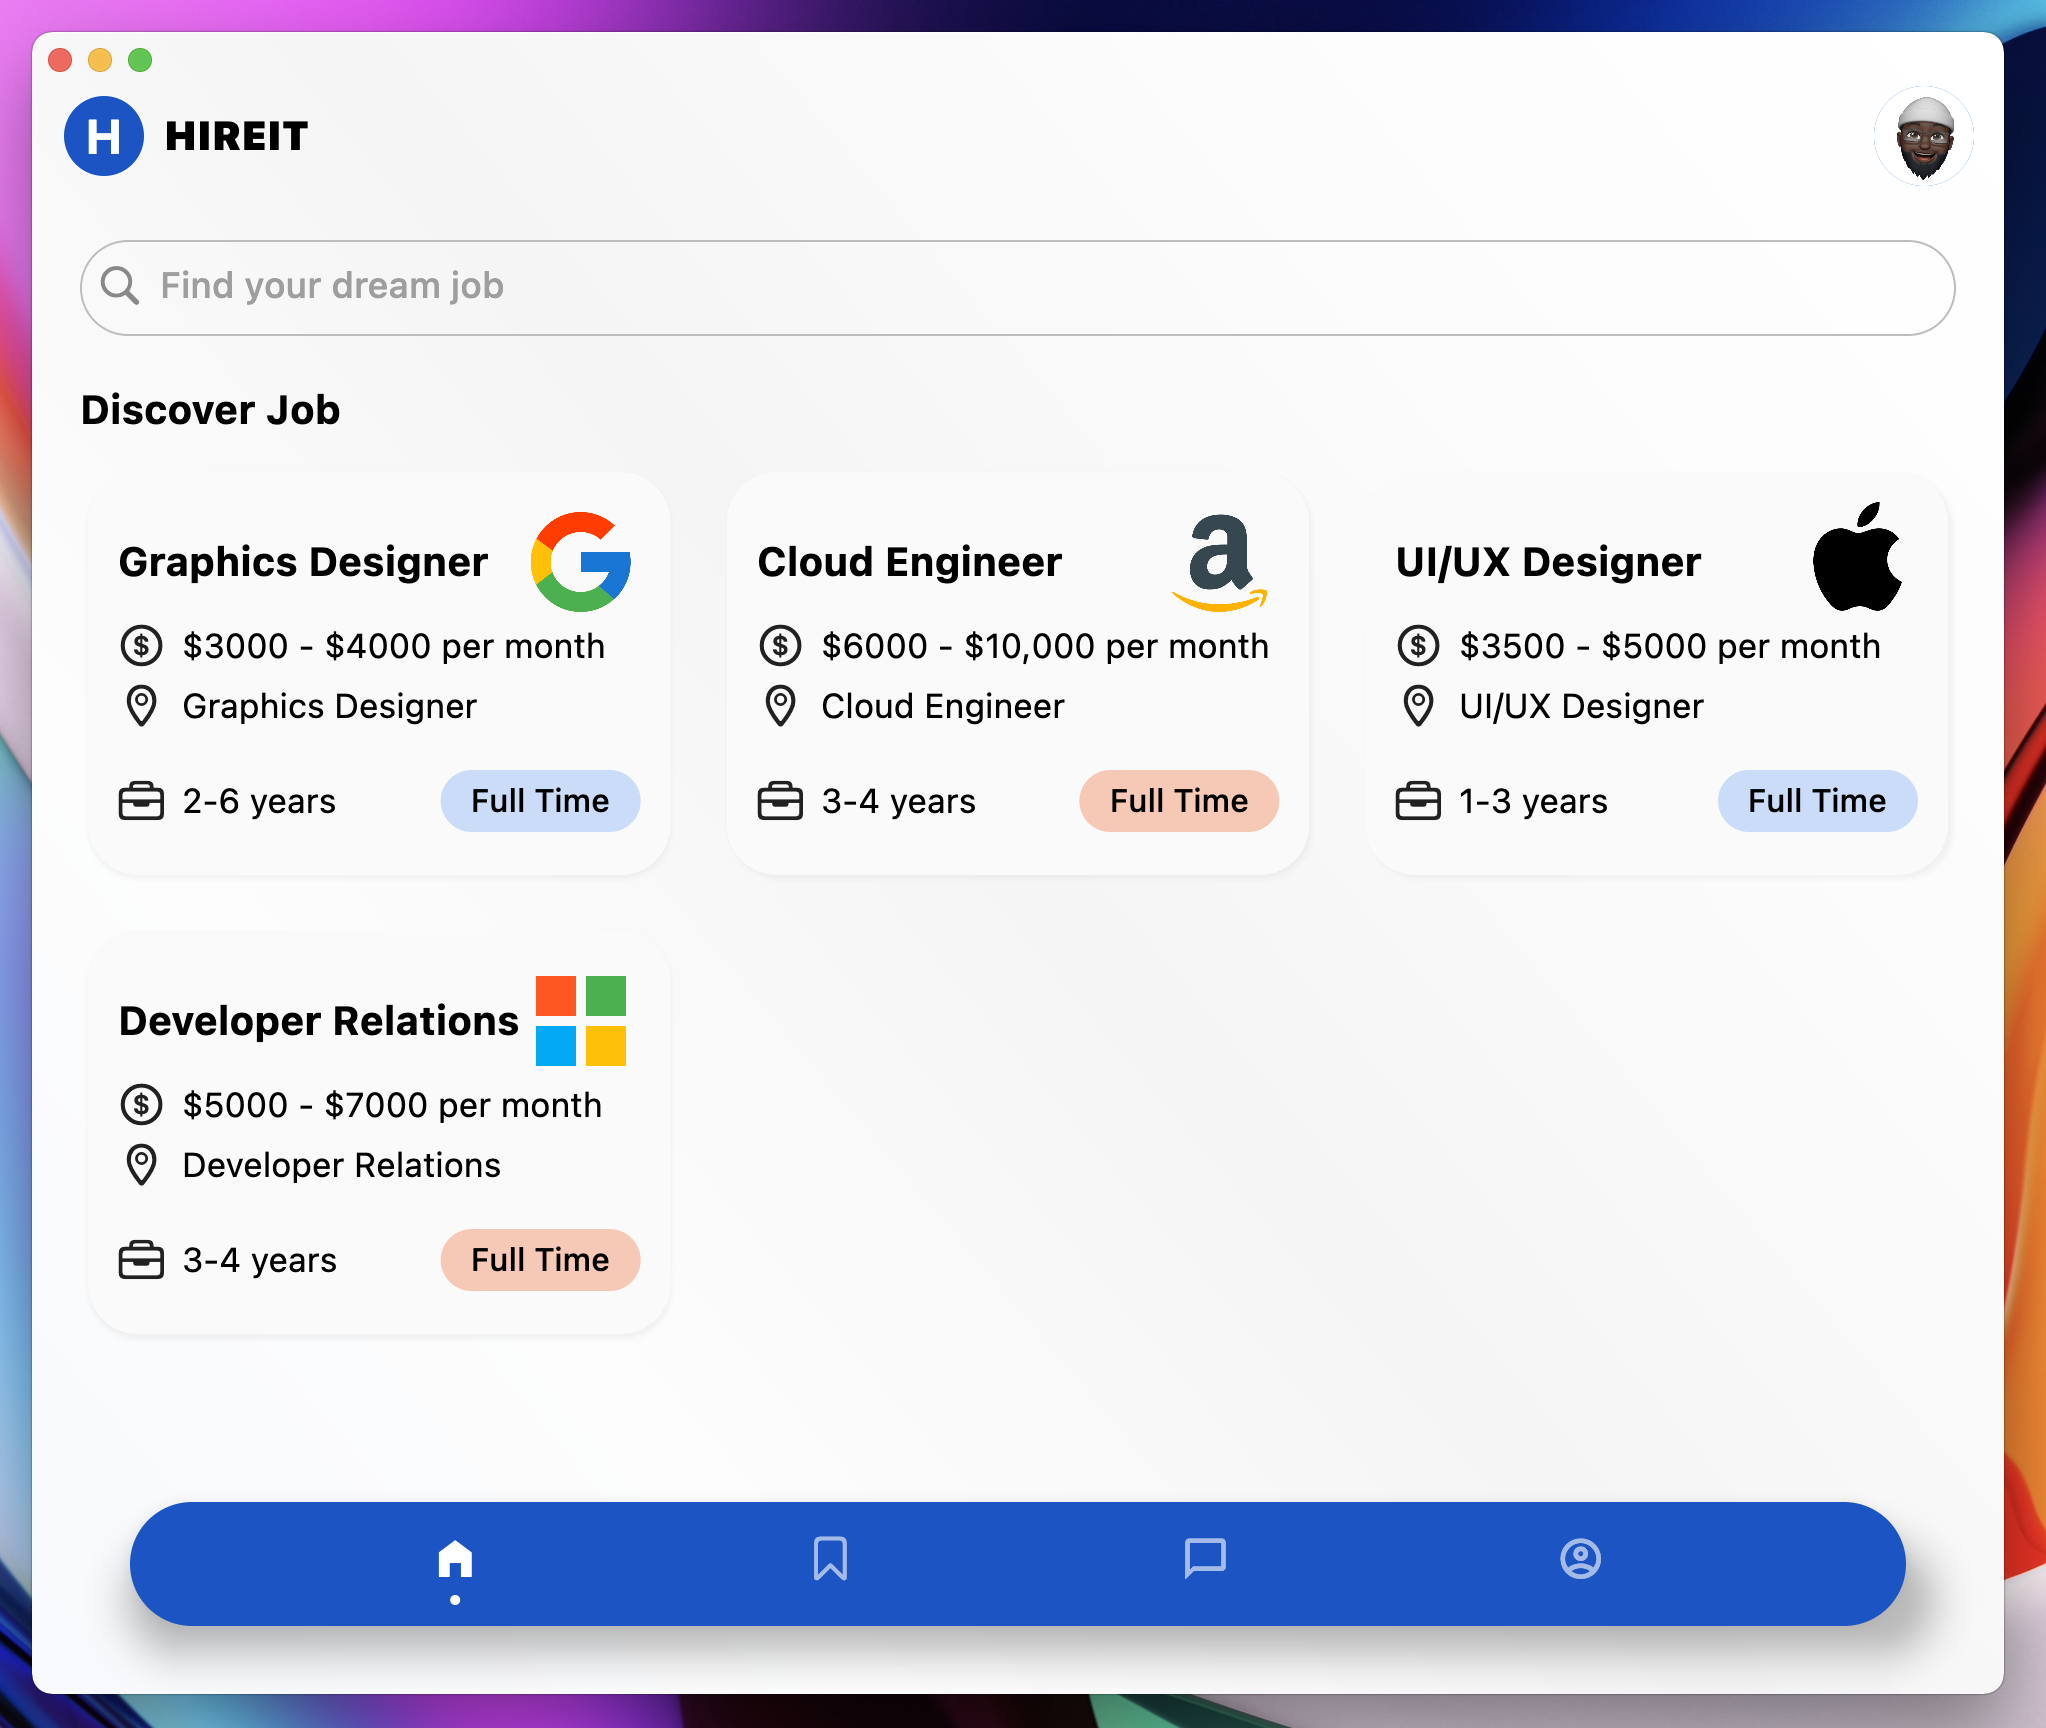 H HIREIT
Find your dream job
Discover Job
Graphics Designer
$3000 - $4000 per month
Graphics Designer
2-6 years
Full Time
Cloud Engineer
$6000 - $10,000 per month
Cloud Engineer
3-4 years
Full Time
UI/UX Designer
$3500 - $5000 per month
UI/UX Designer
1-3 years
Full Time
Developer Relations
$5000 - $7000 per month
Developer Relations
3-4 years
Full Time